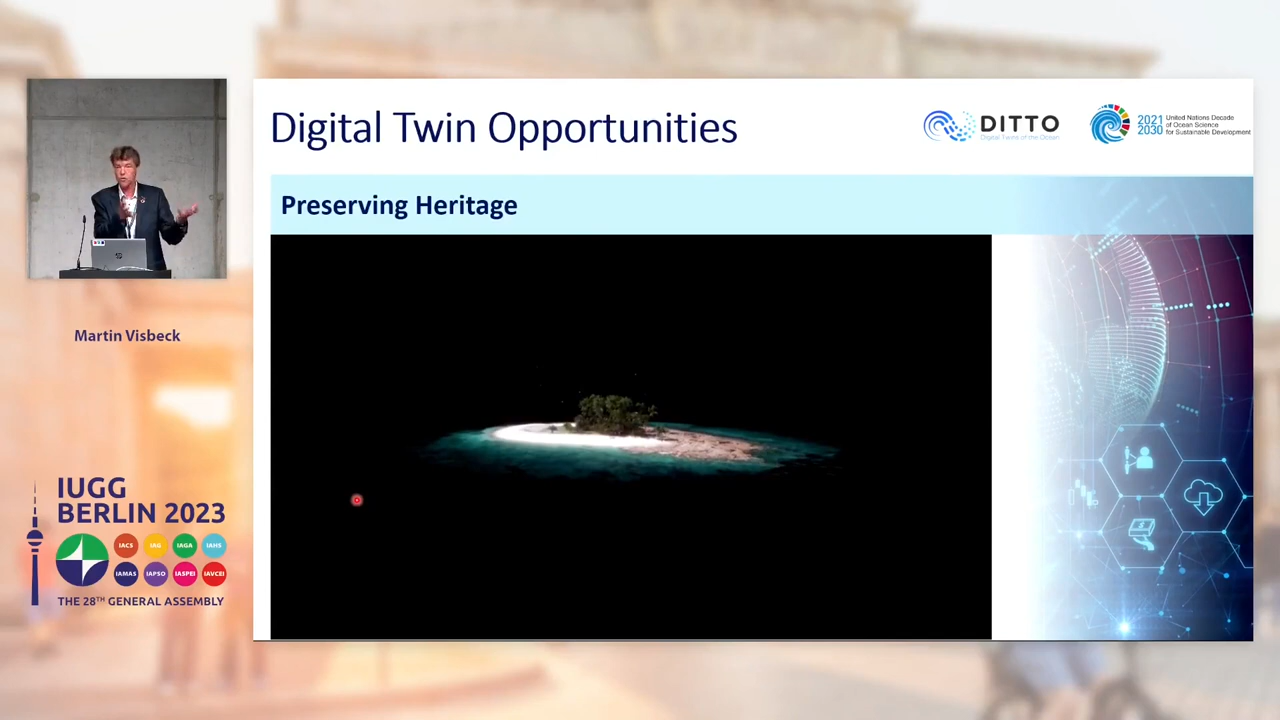 Digital Twin Opportunities
DITTO
Digital Twins of the Ocean
2021
2030
United Nations Decade
of Ocean Science
for Sustainable Development
Preserving Heritage
Martin Visbeck
IUGG
BERLIN 2023
IACS IAG IAGA IAHS
IAMAS IAPSO IASPEI IAVCEI
THE 28TH GENERAL ASSEMBLY